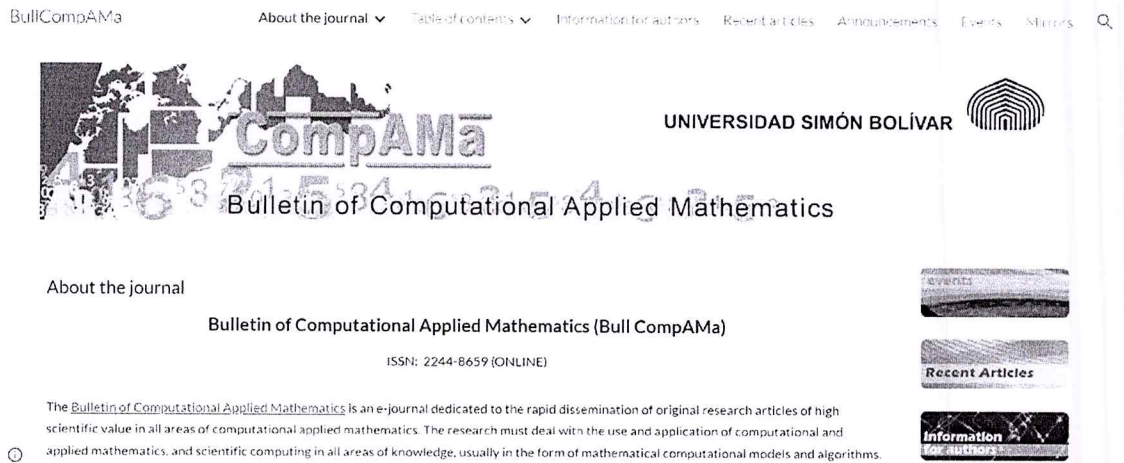 BullCompAMa
About the journal
Table of contents
Information for authors
Recent articles
Announcements
Events
Mirrors
CompAMa
UNIVERSIDAD SIMÓN BOLÍVAR
Bulletin of Computational Applied Mathematics
About the journal
Bulletin of Computational Applied Mathematics (Bull CompAMa)
ISSN: 2244-8659 (ONLINE)
The Bulletin of Computational Applied Mathematics is an e-journal dedicated to the rapid dissemination of original research articles of high
scientific value in all areas of computational applied mathematics. The research must deal with the use and application of computational and
applied mathematics, and scientific computing in all areas of knowledge, usually in the form of mathematical computational models and algorithms.
events
Recent Articles
Information
for authors